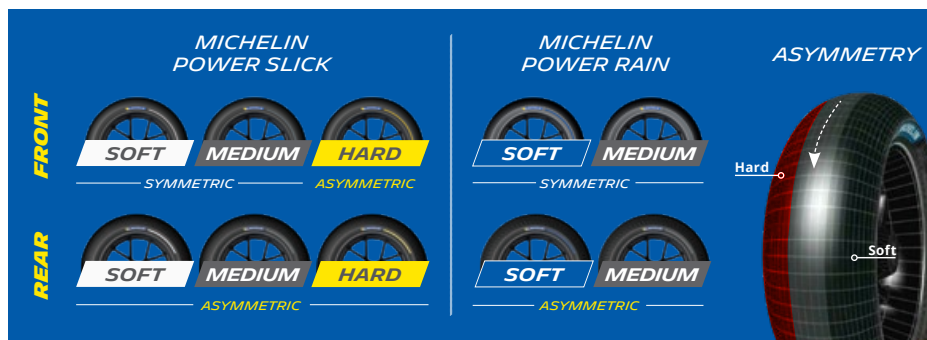 MICHELIN
POWER SLICK
MICHELIN
POWER RAIN
ASYMMETRY
FRONT
SOFT
MEDIUM
HARD
SOFT
MEDIUM
SYMMETRIC
ASYMMETRIC
SYMMETRIC
Hard
Soft
REAR
SOFT
MEDIUM
HARD
SOFT
MEDIUM
ASYMMETRIC
ASYMMETRIC